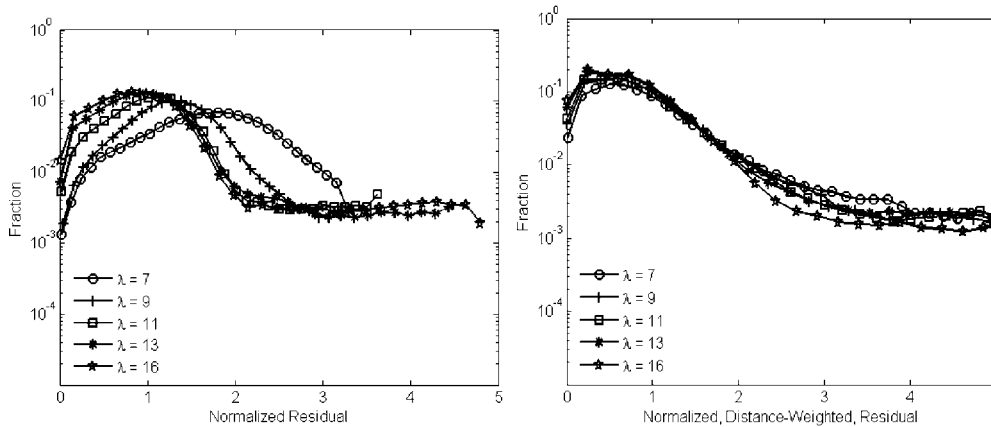 10^0
10^-1
10^-2
10^-3
10^-4
Fraction
λ = 7
λ = 9
λ = 11
λ = 13
λ = 16
0 1 2 3 4 5
Normalized Residual
10^0
10^-1
10^-2
10^-3
10^-4
Fraction
λ = 7
λ = 9
λ = 11
λ = 13
λ = 16
0 1 2 3 4
Normalized, Distance-Weighted, Residual